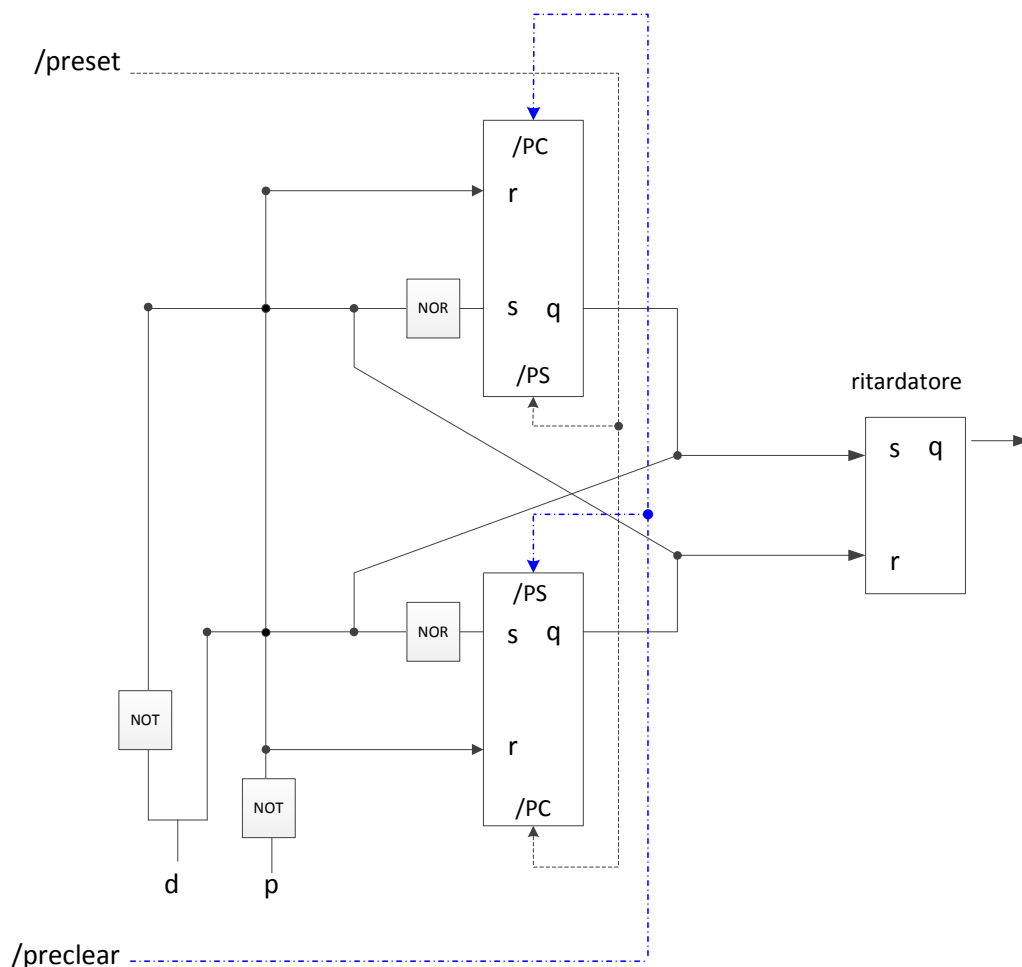 /preset
/PC
r
NOR
s q
/PS
ritardatore
s q
r
/PS
NOR
s q
NOT
r
NOT
/PC
d
p
/preclear